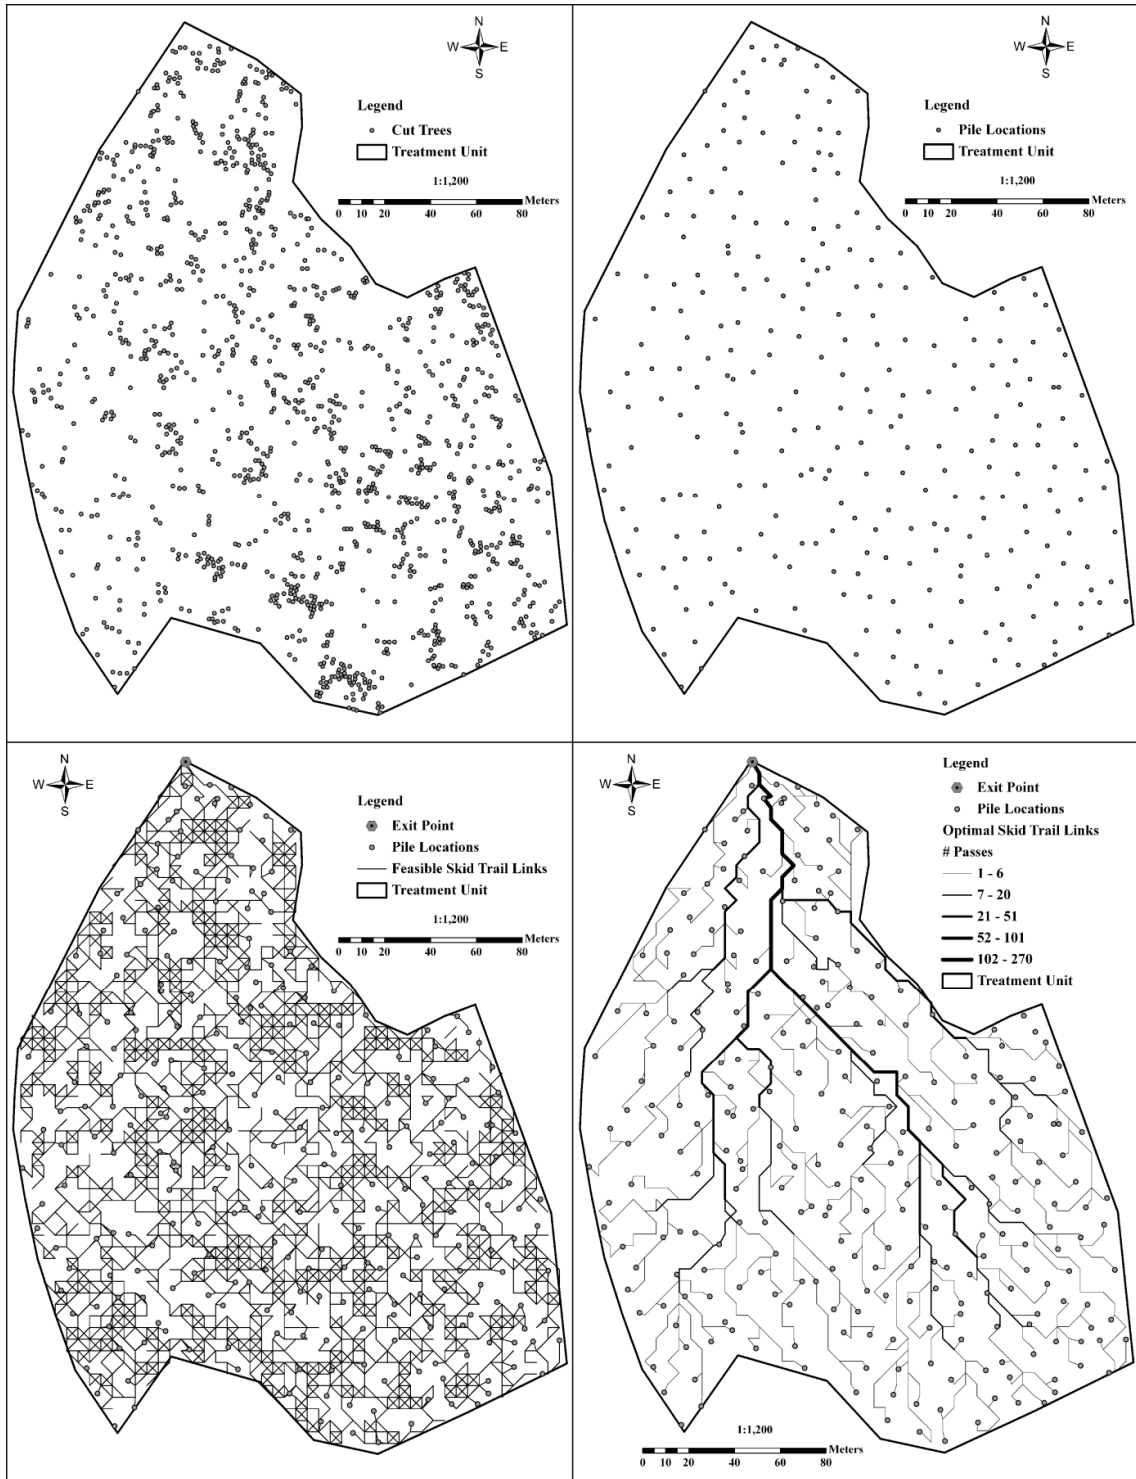 N
W E
S
Legend
Cut Trees
Treatment Unit
1:1,200
Meters
0 10 20 40 60 80
N
W E
S
Legend
Pile Locations
Treatment Unit
1:1,200
Meters
0 10 20 40 60 80
N
W E
S
Legend
Exit Point
Pile Locations
Feasible Skid Trail Links
Treatment Unit
1:1,200
Meters
0 10 20 40 60 80
N
W E
S
Legend
Exit Point
Pile Locations
Optimal Skid Trail Links
# Passes
1 - 6
7 - 20
21 - 51
52 - 101
102 - 270
Treatment Unit
1:1,200
Meters
0 10 20 40 60 80